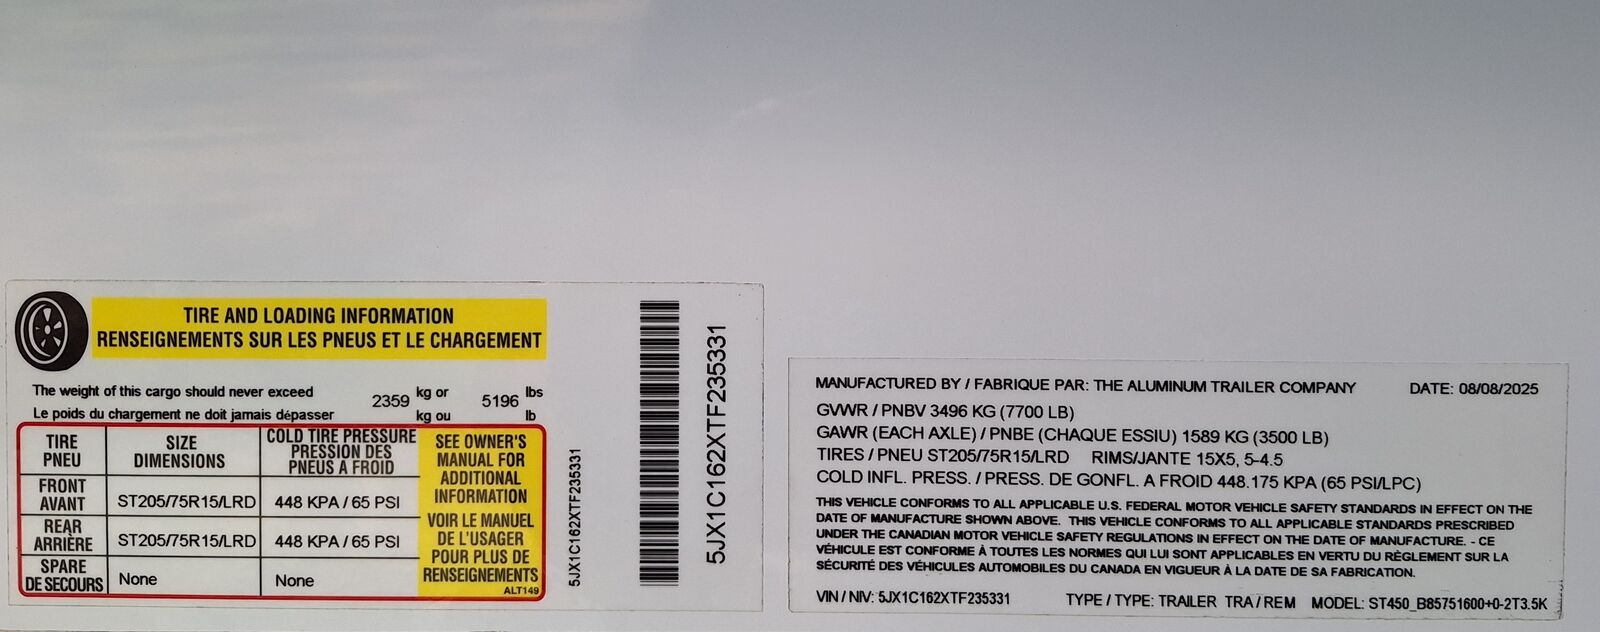 TIRE AND LOADING INFORMATION
RENSEIGNEMENTS SUR LES PNEUS ET LE CHARGEMENT
The weight of this cargo should never exceed 2359 kg or 5196 lbs
Le poids du chargement ne doit jamais dépasser kg ou lb
TIRE PNEU
SIZE DIMENSIONS
COLD TIRE PRESSURE PRESSION DES PNEUS A FROID
FRONT AVANT
ST205/75R15/LRD
448 KPA / 65 PSI
REAR ARRIÈRE
ST205/75R15/LRD
448 KPA / 65 PSI
SPARE DE SECOURS
None
None
SEE OWNER'S
MANUAL FOR
ADDITIONAL
INFORMATION
VOIR LE MANUEL
DE L'USAGER
POUR PLUS DE
RENSEIGNEMENTS
ALT149
5JX1C162XTF235331
5JX1C162XTF235331
MANUFACTURED BY / FABRIQUE PAR: THE ALUMINUM TRAILER COMPANY DATE: 08/08/2025
GVWR / PNBV 3496 KG (7700 LB)
GAWR (EACH AXLE) / PNBE (CHAQUE ESSIU) 1589 KG (3500 LB)
TIRES / PNEU ST205/75R15/LRD RIMS/JANTE 15X5, 5-4.5
COLD INFL. PRESS. / PRESS. DE GONFL. A FROID 448.175 KPA (65 PSI/LPC)
THIS VEHICLE CONFORMS TO ALL APPLICABLE U.S. FEDERAL MOTOR VEHICLE SAFETY STANDARDS IN EFFECT ON THE
DATE OF MANUFACTURE SHOWN ABOVE. THIS VEHICLE CONFORMS TO ALL APPLICABLE STANDARDS PRESCRIBED
UNDER THE CANADIAN MOTOR VEHICLE SAFETY REGULATIONS IN EFFECT ON THE DATE OF MANUFACTURE. - CE
VÉHICULE EST CONFORME À TOUTES LES NORMES QUI LUI SONT APPLICABLES EN VERTU DU RÈGLEMENT SUR LA
SÉCURITÉ DES VÉHICULES AUTOMOBILES DU CANADA EN VIGUEUR À LA DATE DE SA FABRICATION.
VIN / NIV: 5JX1C162XTF235331 TYPE / TYPE: TRAILER TRA / REM MODEL: ST450_B85751600+0-2T3.5K